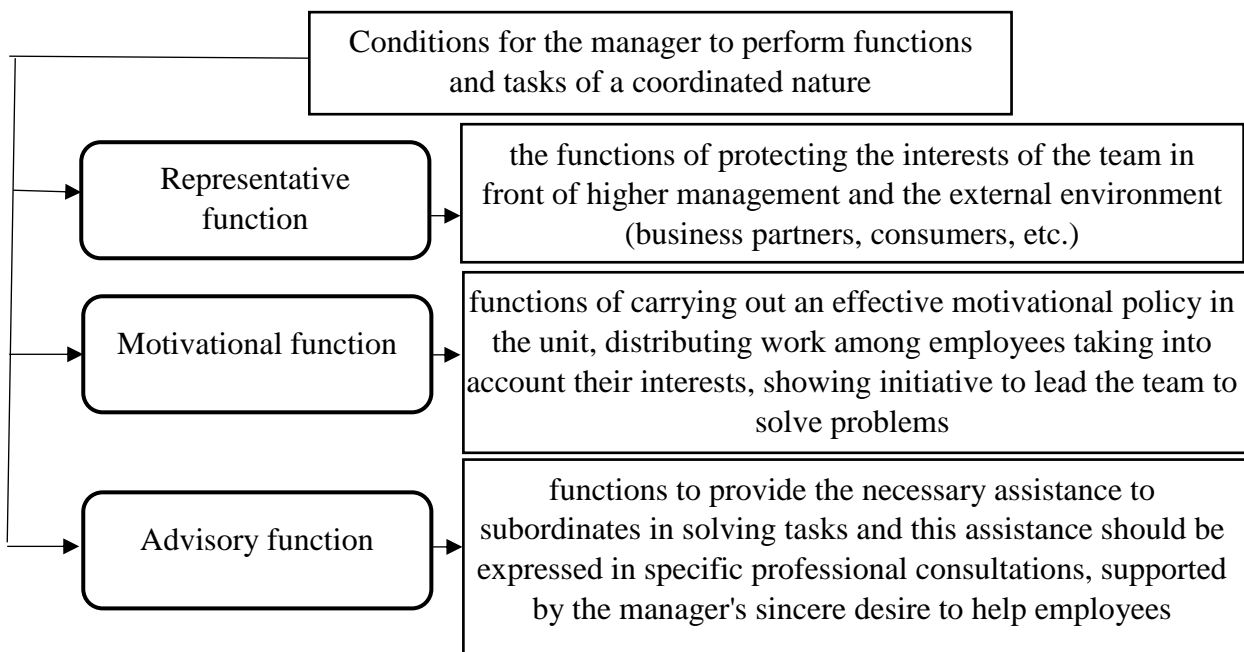 Conditions for the manager to perform functions
and tasks of a coordinated nature
Representative
function
the functions of protecting the interests of the team in
front of higher management and the external environment
(business partners, consumers, etc.)
Motivational function
functions of carrying out an effective motivational policy in
the unit, distributing work among employees taking into
account their interests, showing initiative to lead the team to
solve problems
Advisory function
functions to provide the necessary assistance to
subordinates in solving tasks and this assistance should be
expressed in specific professional consultations, supported
by the manager's sincere desire to help employees